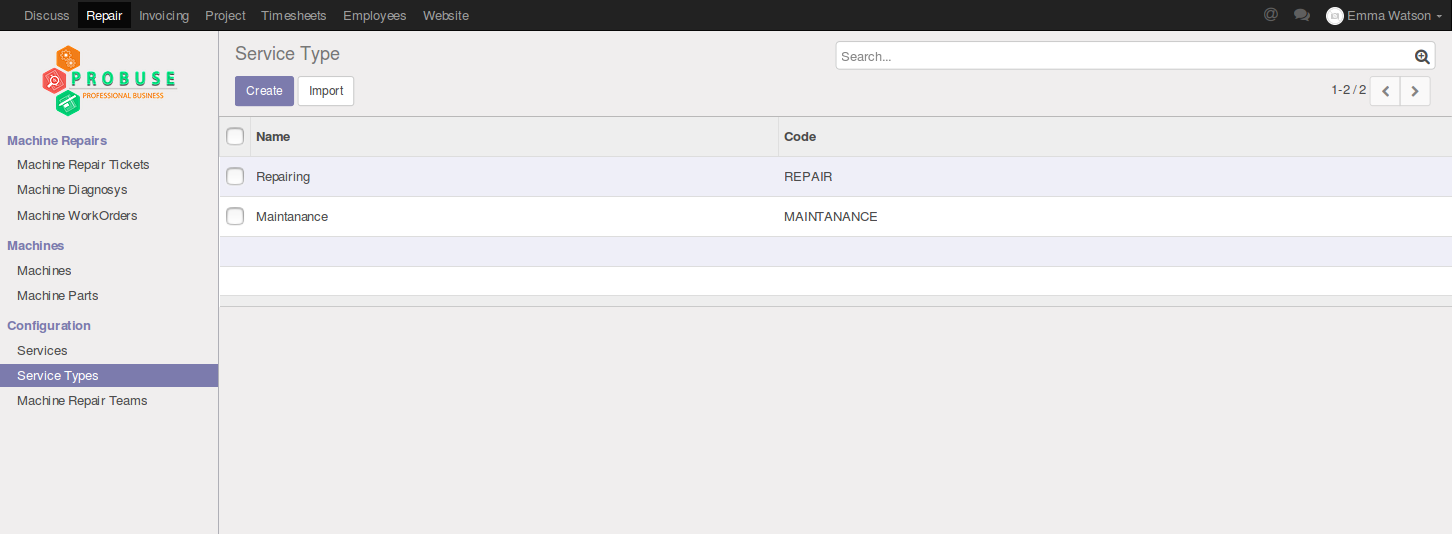 Discuss Repair Invoicing Project Timesheets Employees Website @ Emma Watson
PROBUSE
PROFESSIONAL BUSINESS
Machine Repairs
Machine Repair Tickets
Machine Diagnosys
Machine WorkOrders
Machines
Machines
Machine Parts
Configuration
Services
Service Types
Machine Repair Teams
Service Type
Search...
Create Import
1-2 / 2
Name Code
Repairing REPAIR
Maintanance MAINTANANCE